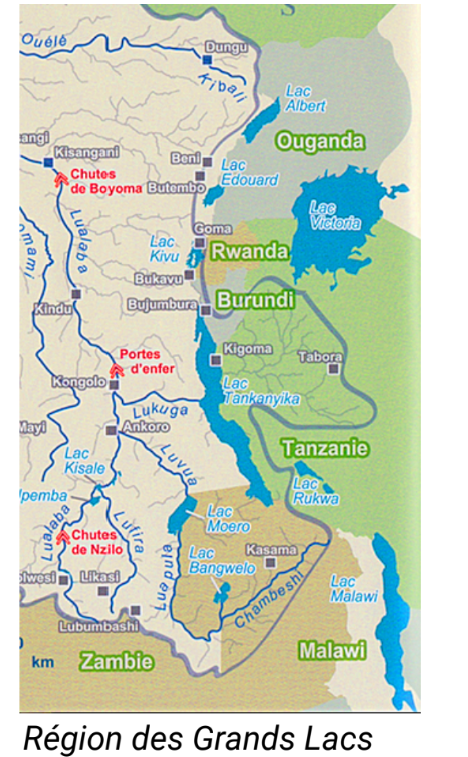 S
Ouélé
Dungu
Kibali
Lac
Albert
Ouganda
angi
Kisangani
Beni
Lac
Edouard
Chutes
de Boyoma
Butembo
Lac
Victoria
omami
Lualaba
Goma
Lac
Kivu
Rwanda
Bukavu
Kindu
Bujumbura
Burundi
Portes
d'enfer
Kigoma
Tabora
Kongolo
Lac
Tankanyika
Lukuga
Mayi
Ankoro
Tanzanie
Lac
Kisale
Luvua
Lac
Rukwa
Upemba
Lac
Moero
Lualaba
Chutes
de Nzilo
Lufira
Kasama
Lac
Bangwelo
olwesi
Likasi
Luapula
Chambeshi
Lac
Malawi
Lubumbashi
Malawi
km
Zambie
Région des Grands Lacs